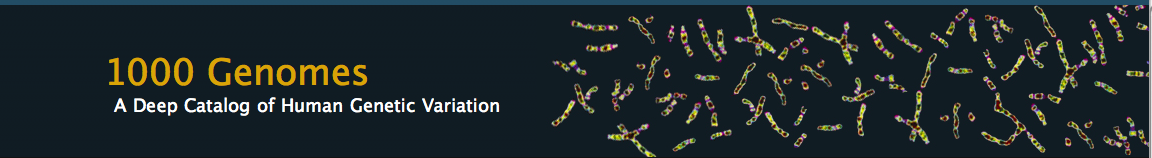 1000 Genomes
A Deep Catalog of Human Genetic Variation